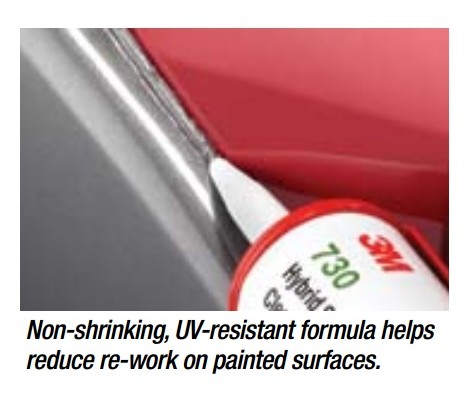 3M
730
Hybrid
Non-shrinking, UV-resistant formula helps
reduce re-work on painted surfaces.